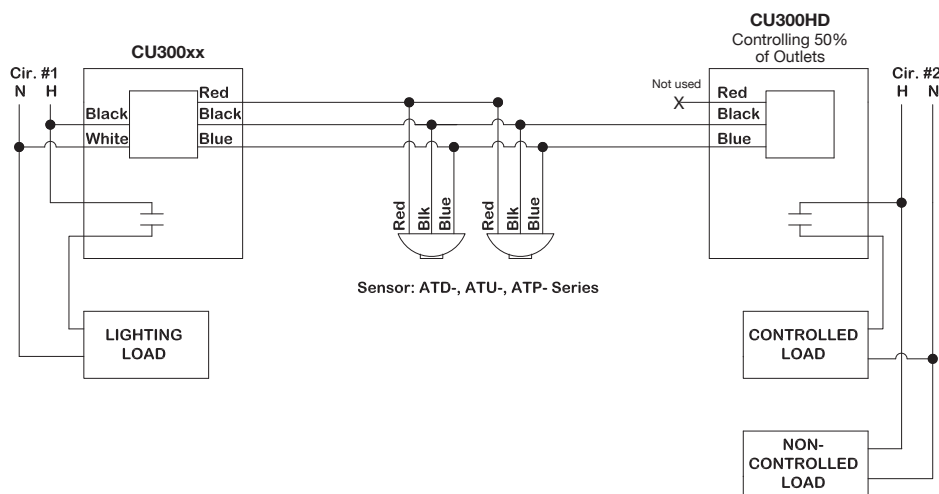 CU300HD
Controlling 50%
of Outlets
CU300xx
Cir. #1
N H
Cir. #2
H N
Red
Black
Black
White
Blue
Not used
X
Red
Black
Blue
Red
Blk
Blue
Red
Blk
Blue
Sensor: ATD-, ATU-, ATP- Series
LIGHTING
LOAD
CONTROLLED
LOAD
NON-
CONTROLLED
LOAD